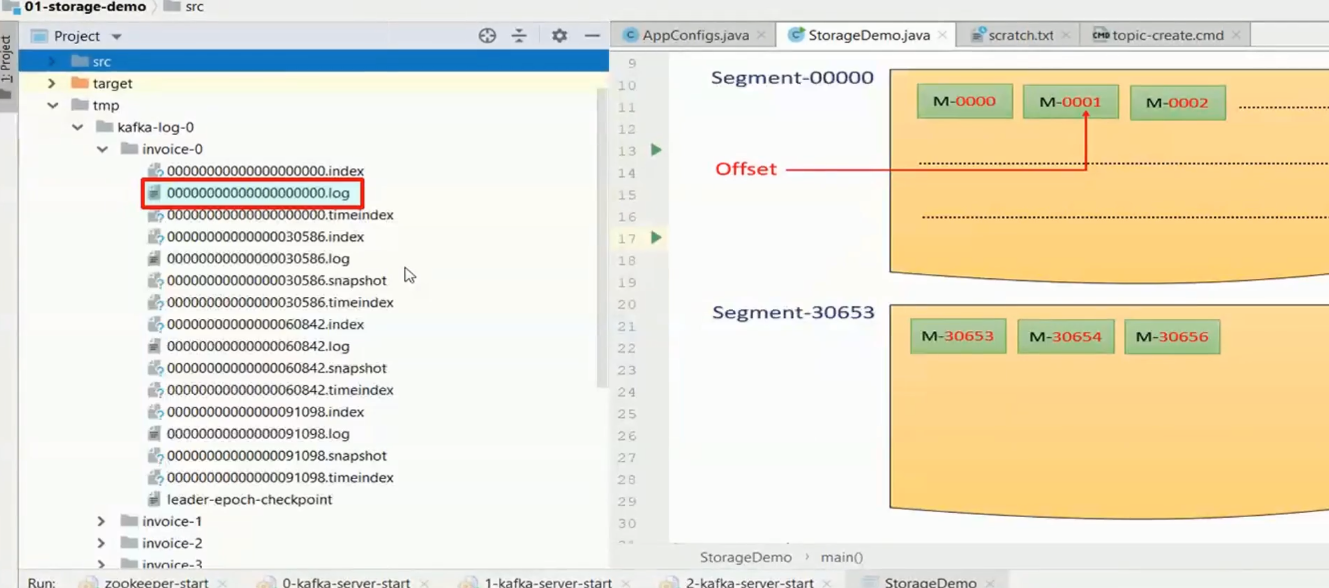 01-storage-demo src
Project
1: Project
src
target
tmp
kafka-log-0
invoice-0
00000000000000000000.index
00000000000000000000.log
00000000000000000000.timeindex
00000000000000030586.index
00000000000000030586.log
00000000000000030586.snapshot
00000000000000030586.timeindex
00000000000000060842.index
00000000000000060842.log
00000000000000060842.snapshot
00000000000000060842.timeindex
00000000000000091098.index
00000000000000091098.log
00000000000000091098.snapshot
00000000000000091098.timeindex
leader-epoch-checkpoint
invoice-1
invoice-2
invoice-3
AppConfigs.java StorageDemo.java scratch.txt CMD topic-create.cmd
9
10
11
12
13
14
15
16
17
18
19
20
21
22
23
24
25
26
27
28
29
30
Segment-00000
M-0000 M-0001 M-0002
Offset
Segment-30653
M-30653 M-30654 M-30656
StorageDemo main()
Run: zookeeper-start 0-kafka-server-start 1-kafka-server-start 2-kafka-server-start StorageDemo